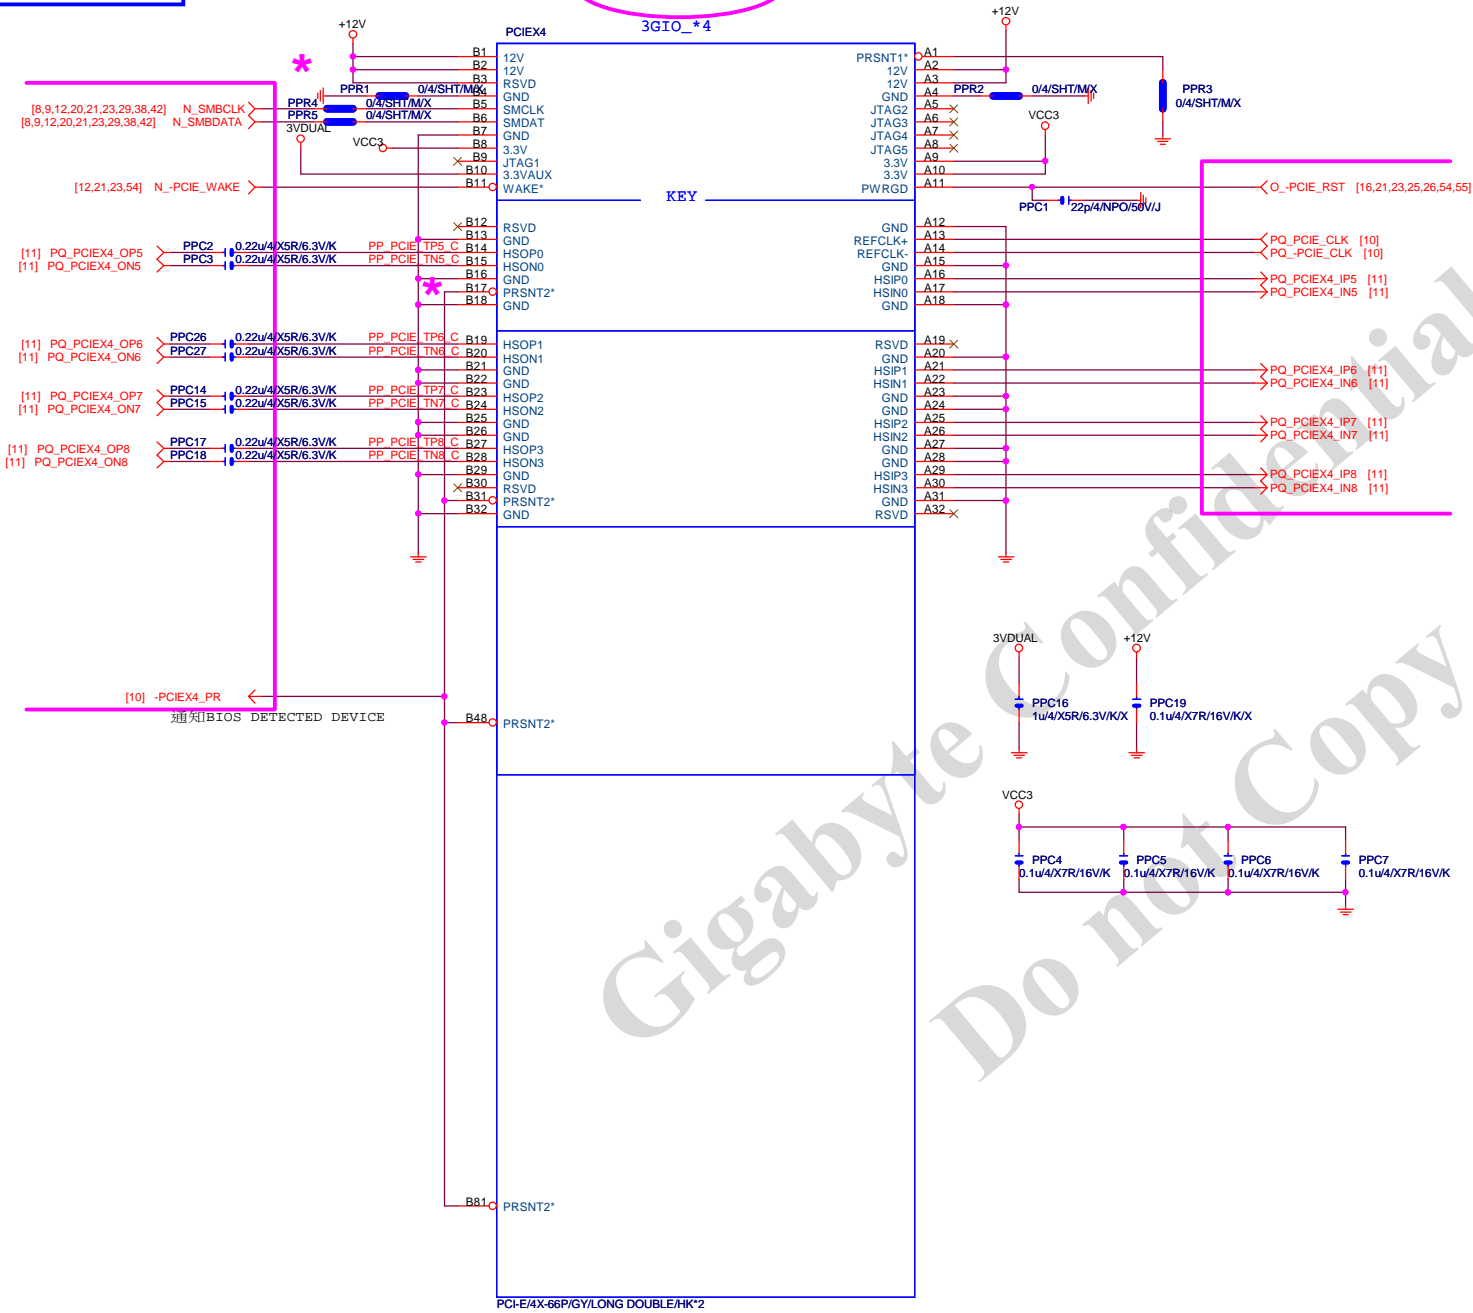 3GIO_*4
PCIEX4
+12V
+12V
B1 12V
B2 12V
B3 RSVD
B4 GND
B5 SMCLK
B6 SMDAT
B7 GND
B8 3.3V
B9 JTAG1
B10 3.3VAUX
B11 WAKE*
PRSNT1* A1
12V A2
12V A3
GND A4
JTAG2 A5
JTAG3 A6
JTAG4 A7
JTAG5 A8
3.3V A9
3.3V A10
PWRGD A11
*
PPR1 0/4/SHT/M/X
PPR4 0/4/SHT/M/X
PPR5 0/4/SHT/M/X
PPR2 0/4/SHT/M/X
PPR3
0/4/SHT/M/X
[8,9,12,20,21,23,29,38,42] N_SMBCLK
[8,9,12,20,21,23,29,38,42] N_SMBDATA
3VDUAL
VCC3
VCC3
[12,21,23,54] N_-PCIE_WAKE
O_-PCIE_RST [16,21,23,25,26,54,55]
PPC1 22p/4/NPO/50V/J
KEY
B12 RSVD
B13 GND
B14 HSOP0
B15 HSON0
B16 GND
B17 PRSNT2*
B18 GND
GND A12
REFCLK+ A13
REFCLK- A14
GND A15
HSIP0 A16
HSIN0 A17
GND A18
[11] PQ_PCIEX4_OP5 PPC2 0.22u/4/X5R/6.3V/K PP_PCIE_TP5_C
[11] PQ_PCIEX4_ON5 PPC3 0.22u/4/X5R/6.3V/K PP_PCIE_TN5_C
*
PQ_PCIE_CLK [10]
PQ_-PCIE_CLK [10]
PQ_PCIEX4_IP5 [11]
PQ_PCIEX4_IN5 [11]
[11] PQ_PCIEX4_OP6 PPC26 0.22u/4/X5R/6.3V/K PP_PCIE_TP6_C
[11] PQ_PCIEX4_ON6 PPC27 0.22u/4/X5R/6.3V/K PP_PCIE_TN6_C
[11] PQ_PCIEX4_OP7 PPC14 0.22u/4/X5R/6.3V/K PP_PCIE_TP7_C
[11] PQ_PCIEX4_ON7 PPC15 0.22u/4/X5R/6.3V/K PP_PCIE_TN7_C
[11] PQ_PCIEX4_OP8 PPC17 0.22u/4/X5R/6.3V/K PP_PCIE_TP8_C
[11] PQ_PCIEX4_ON8 PPC18 0.22u/4/X5R/6.3V/K PP_PCIE_TN8_C
B19 HSOP1
B20 HSON1
B21 GND
B22 GND
B23 HSOP2
B24 HSON2
B25 GND
B26 GND
B27 HSOP3
B28 HSON3
B29 GND
B30 RSVD
B31 PRSNT2*
B32 GND
RSVD A19
GND A20
HSIP1 A21
HSIN1 A22
GND A23
GND A24
HSIP2 A25
HSIN2 A26
GND A27
GND A28
HSIP3 A29
HSIN3 A30
GND A31
RSVD A32
PQ_PCIEX4_IP6 [11]
PQ_PCIEX4_IN6 [11]
PQ_PCIEX4_IP7 [11]
PQ_PCIEX4_IN7 [11]
PQ_PCIEX4_IP8 [11]
PQ_PCIEX4_IN8 [11]
[10] -PCIEX4_PR
通知BIOS DETECTED DEVICE
B48 PRSNT2*
B81 PRSNT2*
3VDUAL
PPC16
1u/4/X5R/6.3V/K/X
+12V
PPC19
0.1u/4/X7R/16V/K/X
VCC3
PPC4
0.1u/4/X7R/16V/K
PPC5
0.1u/4/X7R/16V/K
PPC6
0.1u/4/X7R/16V/K
PPC7
0.1u/4/X7R/16V/K
PCI-E/4X-66P/GY/LONG DOUBLE/HK*2
Gigabyte Confidential
Do not Copy